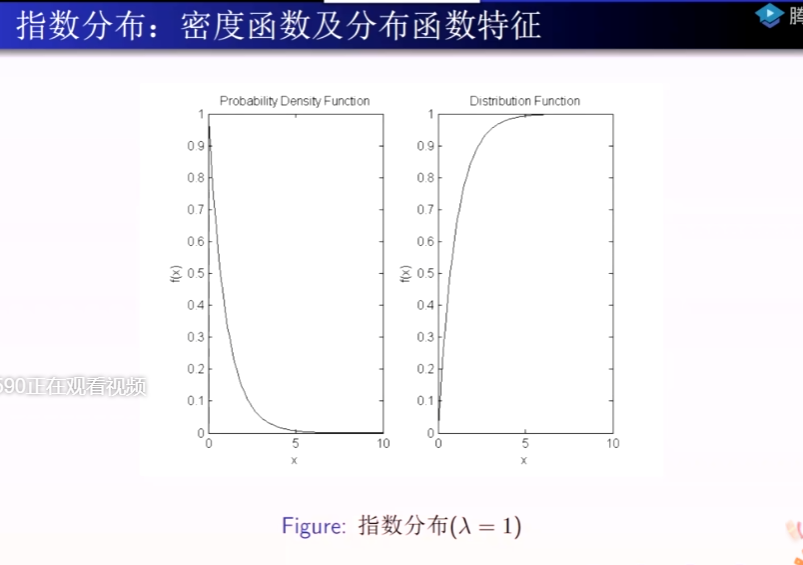 指数分布：密度函数及分布函数特征
腾
Probability Density Function
1
0.9
0.8
0.7
0.6
0.5
0.4
0.3
0.2
0.1
0
f(x)
0 5 10
x
Distribution Function
1
0.9
0.8
0.7
0.6
0.5
0.4
0.3
0.2
0.1
0
f(x)
0 5 10
x
590正在观看视频
Figure: 指数分布(λ = 1)